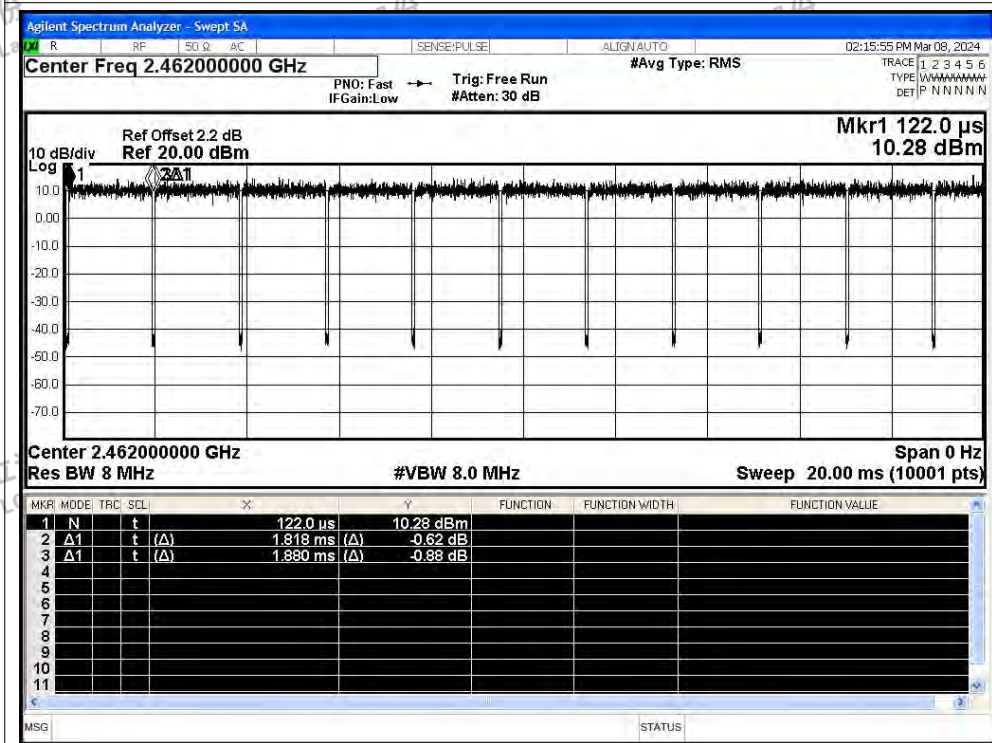 Agilent Spectrum Analyzer - Swept SA
R RF 50 Ω AC SENSE:PULSE ALIGN AUTO 02:15:55 PM Mar 08, 2024
Center Freq 2.462000000 GHz #Avg Type: RMS TRACE 1 2 3 4 5 6
PNO: Fast Trig: Free Run TYPE
IFGain:Low #Atten: 30 dB DET P N N N N N
Mkr1 122.0 µs
Ref Offset 2.2 dB
10 dB/div Ref 20.00 dBm 10.28 dBm
Log
1 3Δ1
10.0
0.00
-10.0
-20.0
-30.0
-40.0
-50.0
-60.0
-70.0
Center 2.462000000 GHz Span 0 Hz
Res BW 8 MHz #VBW 8.0 MHz Sweep 20.00 ms (10001 pts)
MKR MODE TRC SCL X Y FUNCTION FUNCTION WIDTH FUNCTION VALUE
1 N t 122.0 µs 10.28 dBm
2 Δ1 t (Δ) 1.818 ms (Δ) -0.62 dB
3 Δ1 t (Δ) 1.880 ms (Δ) -0.88 dB
4
5
6
7
8
9
10
11
MSG STATUS